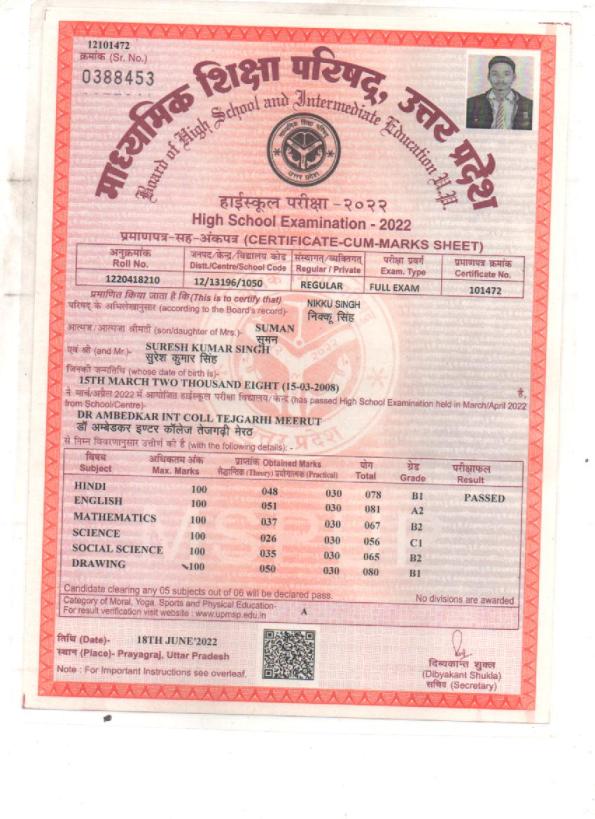 12101472
क्रमांक (Sr. No.)
0388453
माध्यमिक शिक्षा परिषद्, उत्तर प्रदेश
Board of High School and Intermediate Education U.P.
हाईस्कूल परीक्षा -२०२२
High School Examination - 2022
प्रमाणपत्र-सह-अंकपत्र (CERTIFICATE-CUM-MARKS SHEET)
अनुक्रमांक जनपद/केन्द्र/विद्यालय कोड संस्थागत/व्यक्तिगत परीक्षा प्रवर्ग प्रमाणपत्र क्रमांक
Roll No. Distt./Centre/School Code Regular / Private Exam. Type Certificate No.
1220418210 12/13196/1050 REGULAR FULL EXAM 101472
प्रमाणित किया जाता है कि (This is to certify that) NIKKU SINGH
परिषद के अभिलेखानुसार (according to the Board's record)- निक्कू सिंह
आत्मज/आत्मजा श्रीमती (son/daughter of Mrs.)- SUMAN
सुमन
एवं श्री (and Mr.)- SURESH KUMAR SINGH
सुरेश कुमार सिंह
जिनकी जन्मतिथि (whose date of birth is)-
15TH MARCH TWO THOUSAND EIGHT (15-03-2008) है,
ने मार्च/अप्रैल 2022 में आयोजित हाईस्कूल परीक्षा विद्यालय/केन्द्र (has passed High School Examination held in March/April 2022
from School/Centre)-
DR AMBEDKAR INT COLL TEJGARHI MEERUT
डॉ अम्बेडकर इण्टर कॉलेज तेजगढ़ी मेरठ
से निम्न विवरणानुसार उत्तीर्ण की है (with the following details): -
विषय अधिकतम अंक प्राप्तांक Obtained Marks योग ग्रेड परीक्षाफल
Subject Max. Marks सैद्धान्तिक (Theory) प्रयोगात्मक (Practical) Total Grade Result
HINDI 100 048 030 078 B1 PASSED
ENGLISH 100 051 030 081 A2
MATHEMATICS 100 037 030 067 B2
SCIENCE 100 026 030 056 C1
SOCIAL SCIENCE 100 035 030 065 B2
DRAWING 100 050 030 080 B1
Candidate clearing any 05 subjects out of 06 will be declared pass. No divisions are awarded
Category of Moral, Yoga, Sports and Physical Education- A
For result verification visit website : www.upmsp.edu.in
तिथि (Date)- 18TH JUNE'2022
स्थान (Place)- Prayagraj, Uttar Pradesh
दिव्यकान्त शुक्ल
(Dibyakant Shukla)
सचिव (Secretary)
Note : For Important Instructions see overleaf.